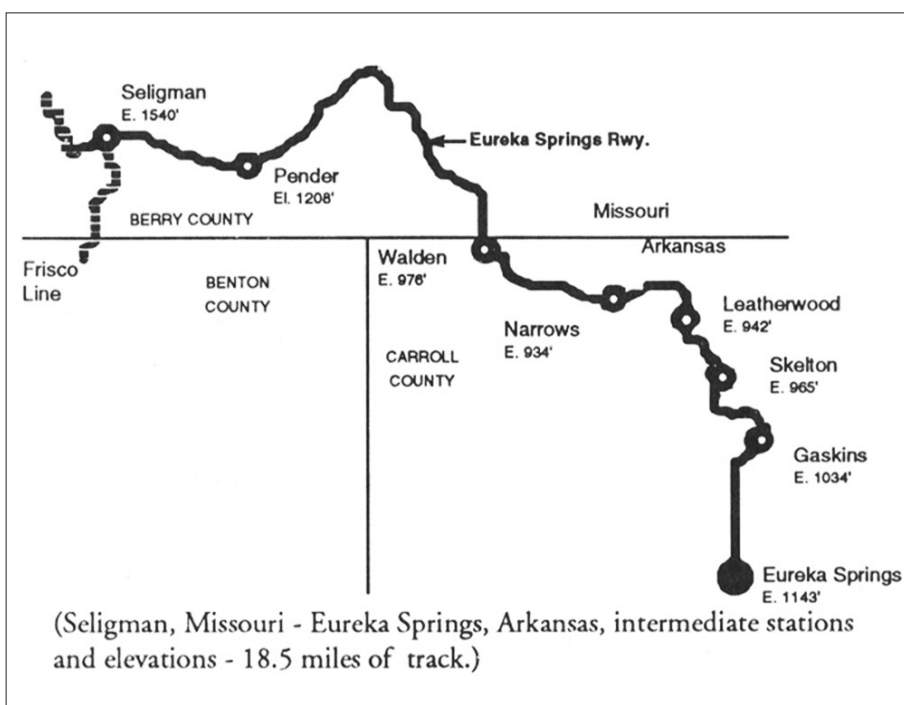 Seligman
E. 1540'
Eureka Springs Rwy.
Pender
El. 1208'
BERRY COUNTY
Missouri
Arkansas
Frisco
Line
BENTON
COUNTY
Walden
E. 976'
Narrows
E. 934'
Leatherwood
E. 942'
CARROLL
COUNTY
Skelton
E. 965'
Gaskins
E. 1034'
Eureka Springs
E. 1143'
(Seligman, Missouri - Eureka Springs, Arkansas, intermediate stations
and elevations - 18.5 miles of track.)